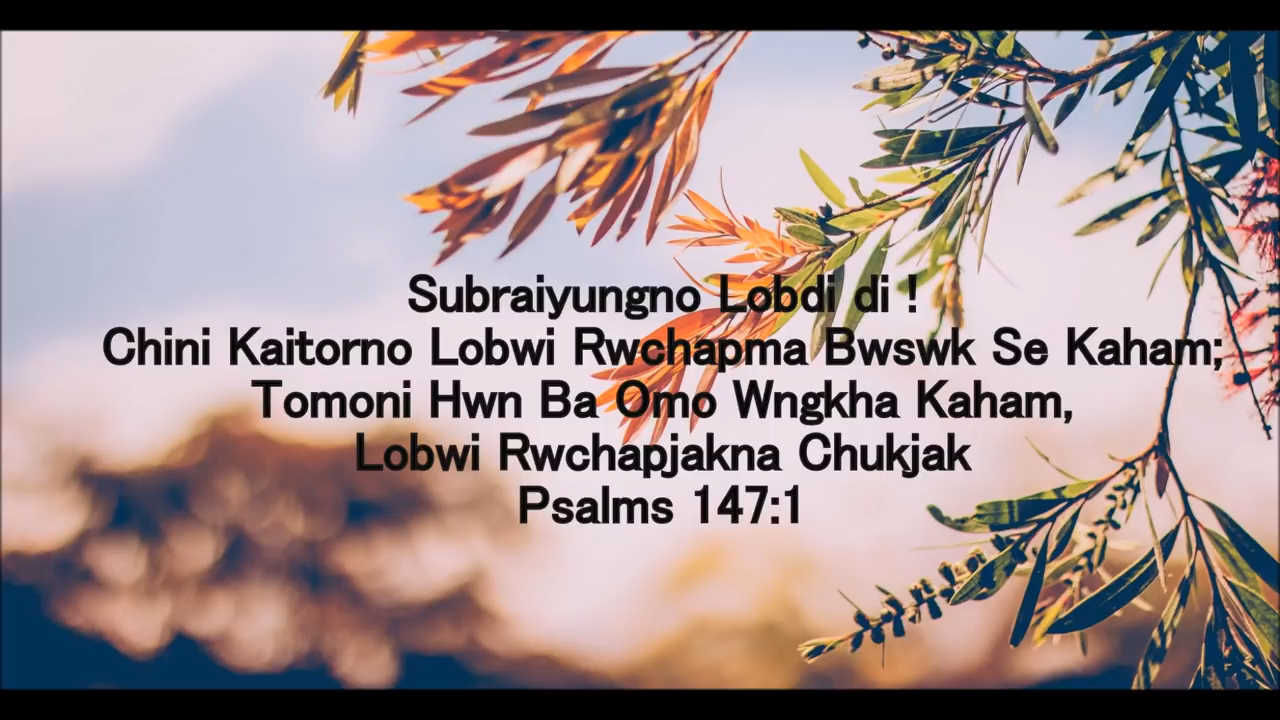 Subraiyungno Lobdi di !
Chini Kaitorno Lobwi Rwchapma Bwswk Se Kaham;
Tomoni Hwn Ba Omo Wngkha Kaham,
Lobwi Rwchapjakna Chukjak
Psalms 147:1